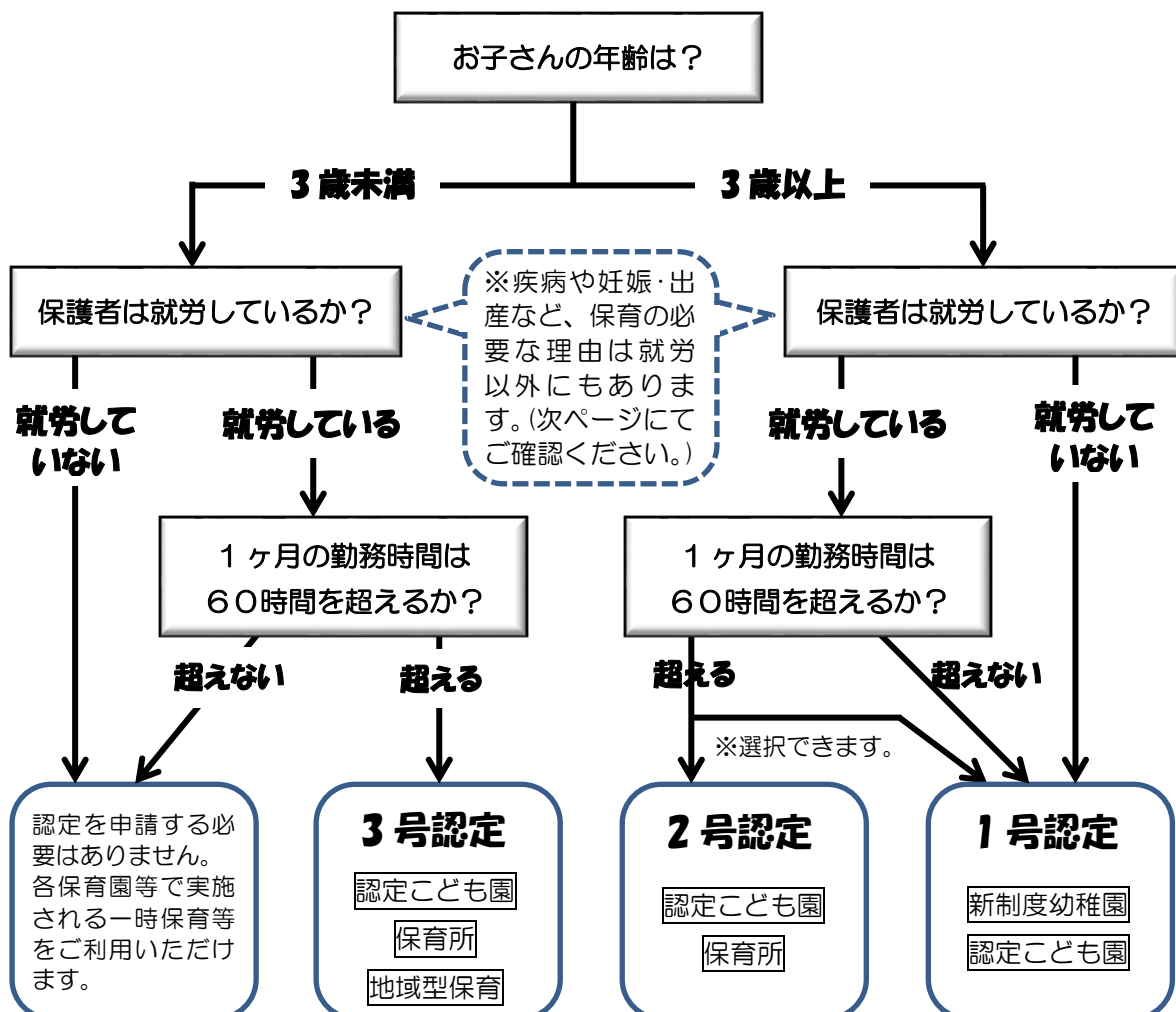 お子さんの年齢は？
３歳未満
３歳以上
保護者は就労しているか？
※疾病や妊娠・出
産など、保育の必
要な理由は就労
以外にもありま
す。（次ページにて
ご確認ください。）
保護者は就労しているか？
就労して
いない
就労している
就労している
就労して
いない
１ヶ月の勤務時間は
６０時間を超えるか？
１ヶ月の勤務時間は
６０時間を超えるか？
超えない
超える
超える
超えない
※選択できます。
認定を申請する必
要はありません。
各保育園等で実施
される一時保育等
をご利用いただけ
ます。
３号認定
認定こども園
保育所
地域型保育
２号認定
認定こども園
保育所
１号認定
新制度幼稚園
認定こども園